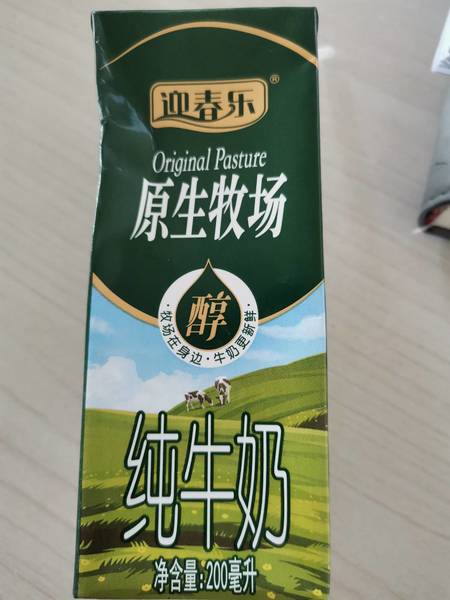 迎春乐®
Original Pasture
原生牧场
醇
·牧场在身边·牛奶更新鲜·
纯牛奶
净含量:200毫升